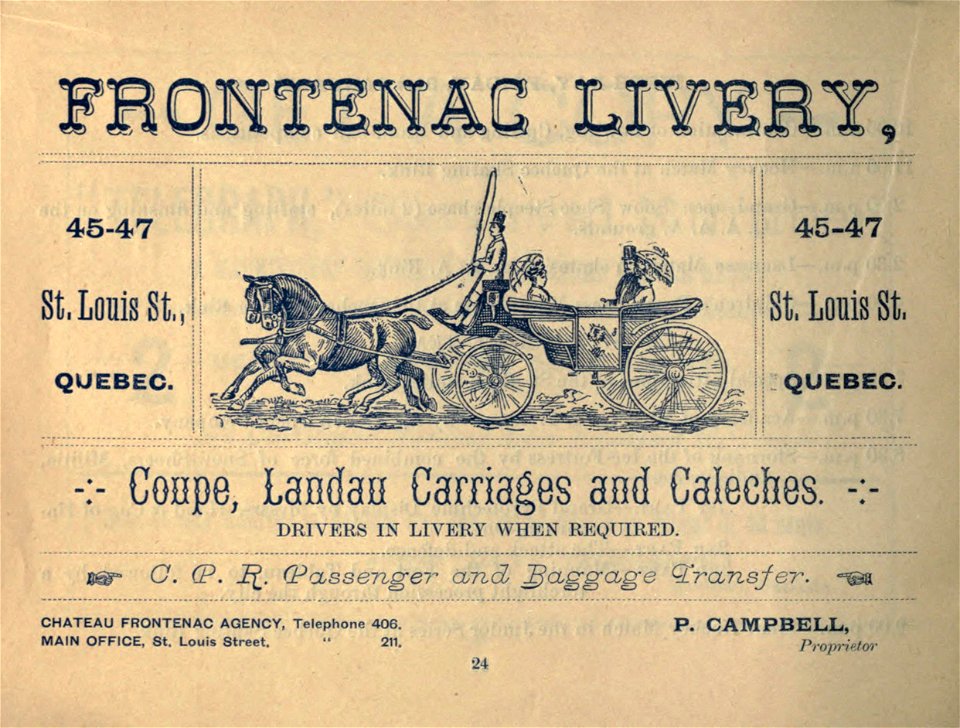 FRONTENAC LIVERY,
45-47
St. Louis St.,
QUEBEC.
45-47
St. Louis St.
QUEBEC.
-:- Coupe, Landau Carriages and Caleches. -:-
DRIVERS IN LIVERY WHEN REQUIRED.
☞ C. P. R. Passenger and Baggage Transfer. ☜
CHATEAU FRONTENAC AGENCY, Telephone 406.
MAIN OFFICE, St. Louis Street. " 211.
P. CAMPBELL,
Proprietor
24